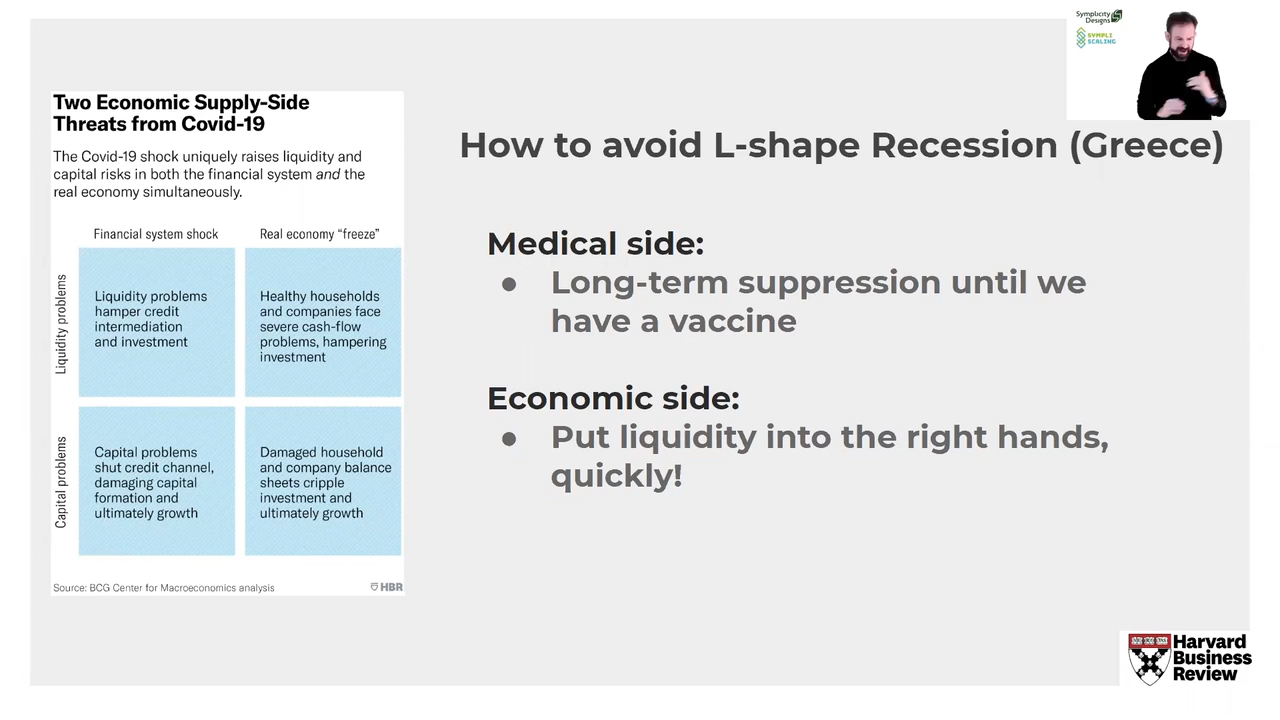 Symplicity
Designs
SYMPLI
SCALING
Two Economic Supply-Side
Threats from Covid-19
The Covid-19 shock uniquely raises liquidity and
capital risks in both the financial system and the
real economy simultaneously.
Financial system shock
Real economy “freeze”
Liquidity problems
Liquidity problems
hamper credit
intermediation
and investment
Healthy households
and companies face
severe cash-flow
problems, hampering
investment
Capital problems
Capital problems
shut credit channel,
damaging capital
formation and
ultimately growth
Damaged household
and company balance
sheets cripple
investment and
ultimately growth
Source: BCG Center for Macroeconomics analysis
HBR
How to avoid L-shape Recession (Greece)
Medical side:
● Long-term suppression until we
have a vaccine
Economic side:
● Put liquidity into the right hands,
quickly!
Harvard
Business
Review